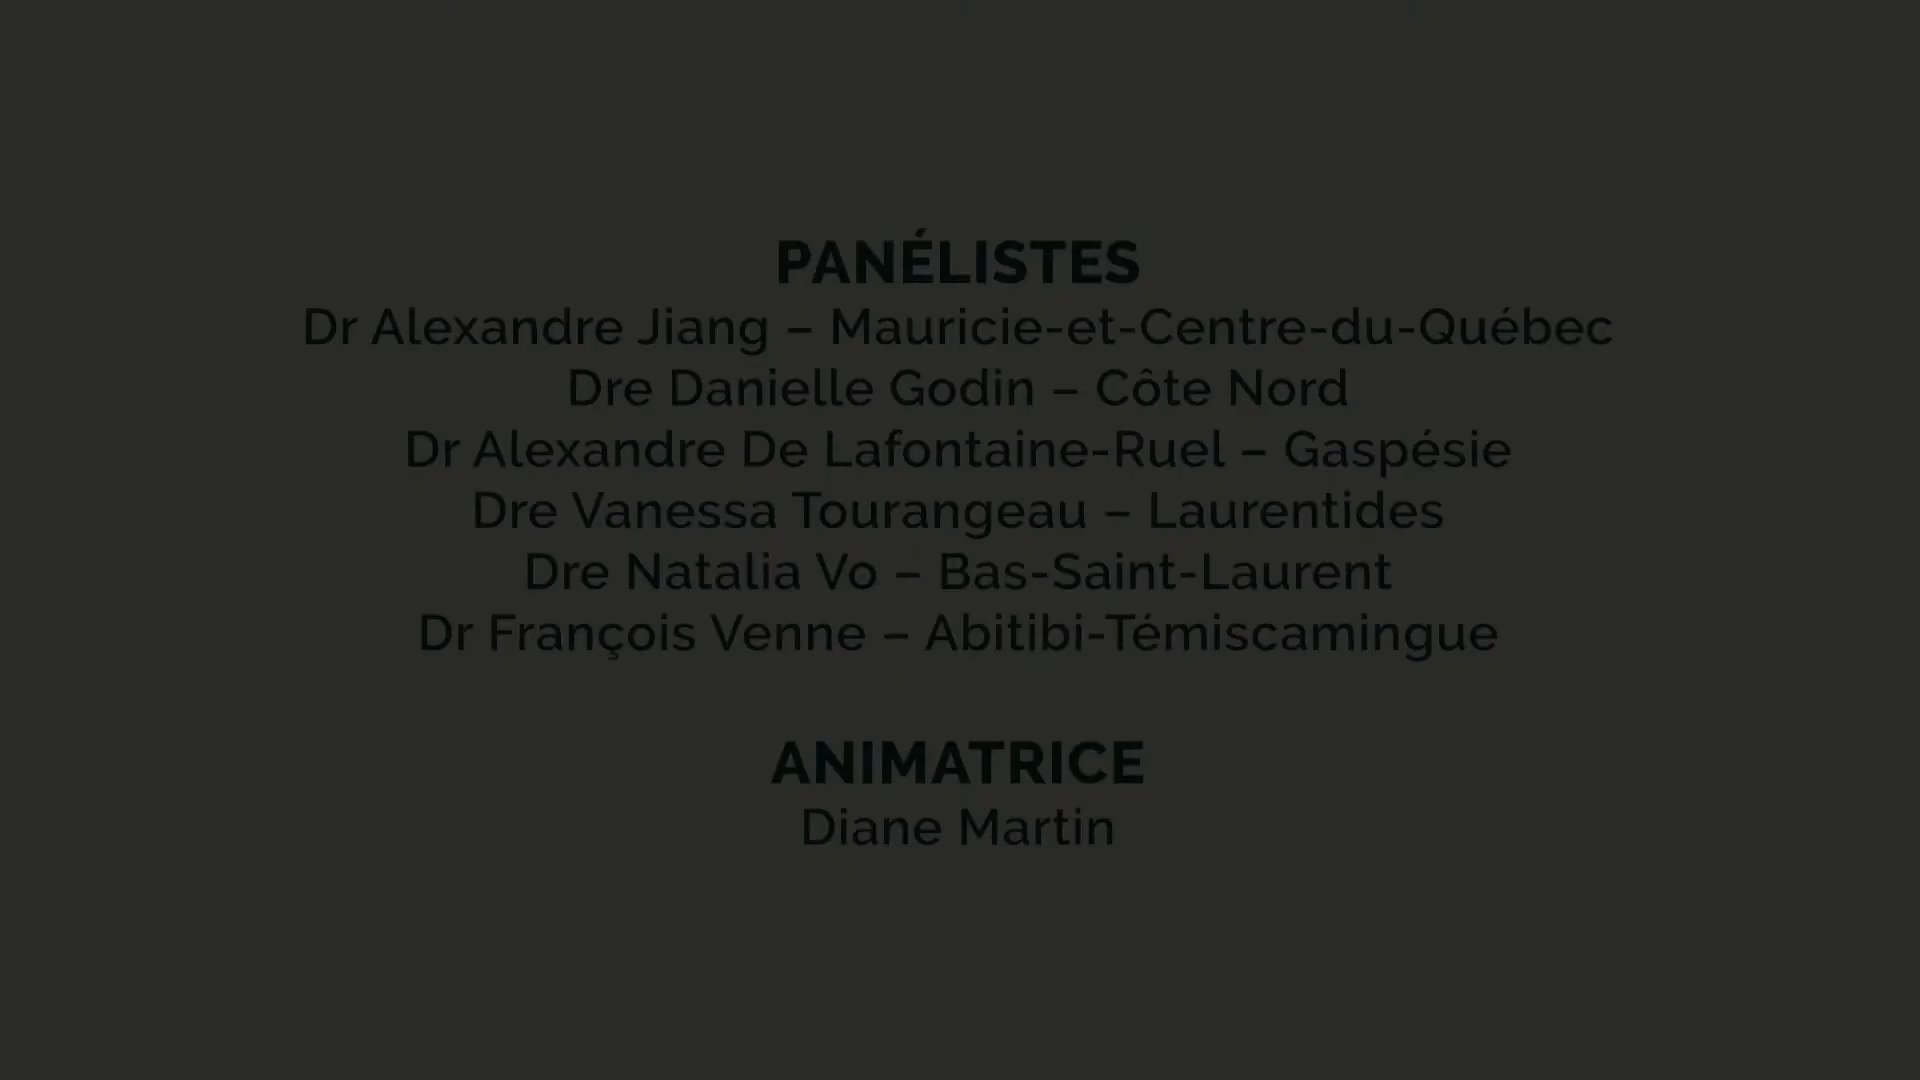 PANÉLISTES
Dr Alexandre Jiang – Mauricie-et-Centre-du-Québec
Dre Danielle Godin – Côte Nord
Dr Alexandre De Lafontaine-Ruel – Gaspésie
Dre Vanessa Tourangeau – Laurentides
Dre Natalia Vo – Bas-Saint-Laurent
Dr François Venne – Abitibi-Témiscamingue
ANIMATRICE
Diane Martin